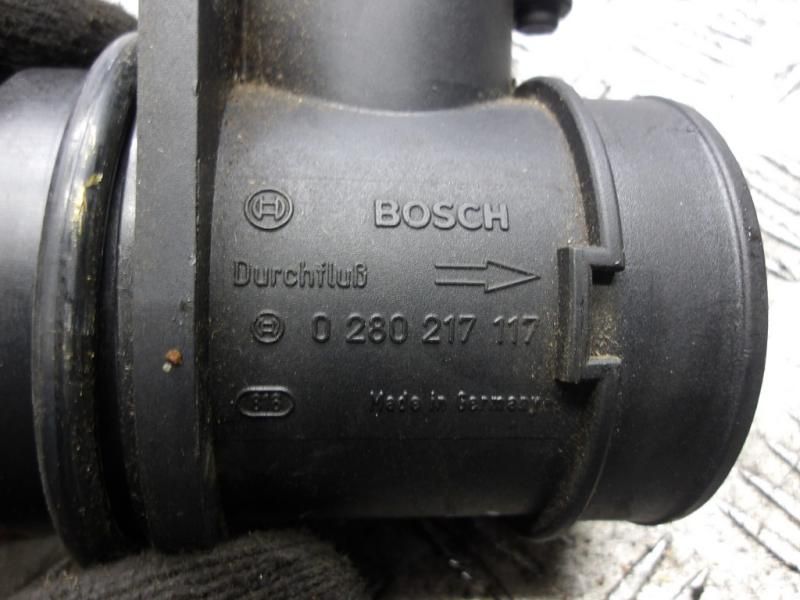 BOSCH
Durchfluß
0 280 217 117
Made in Germany